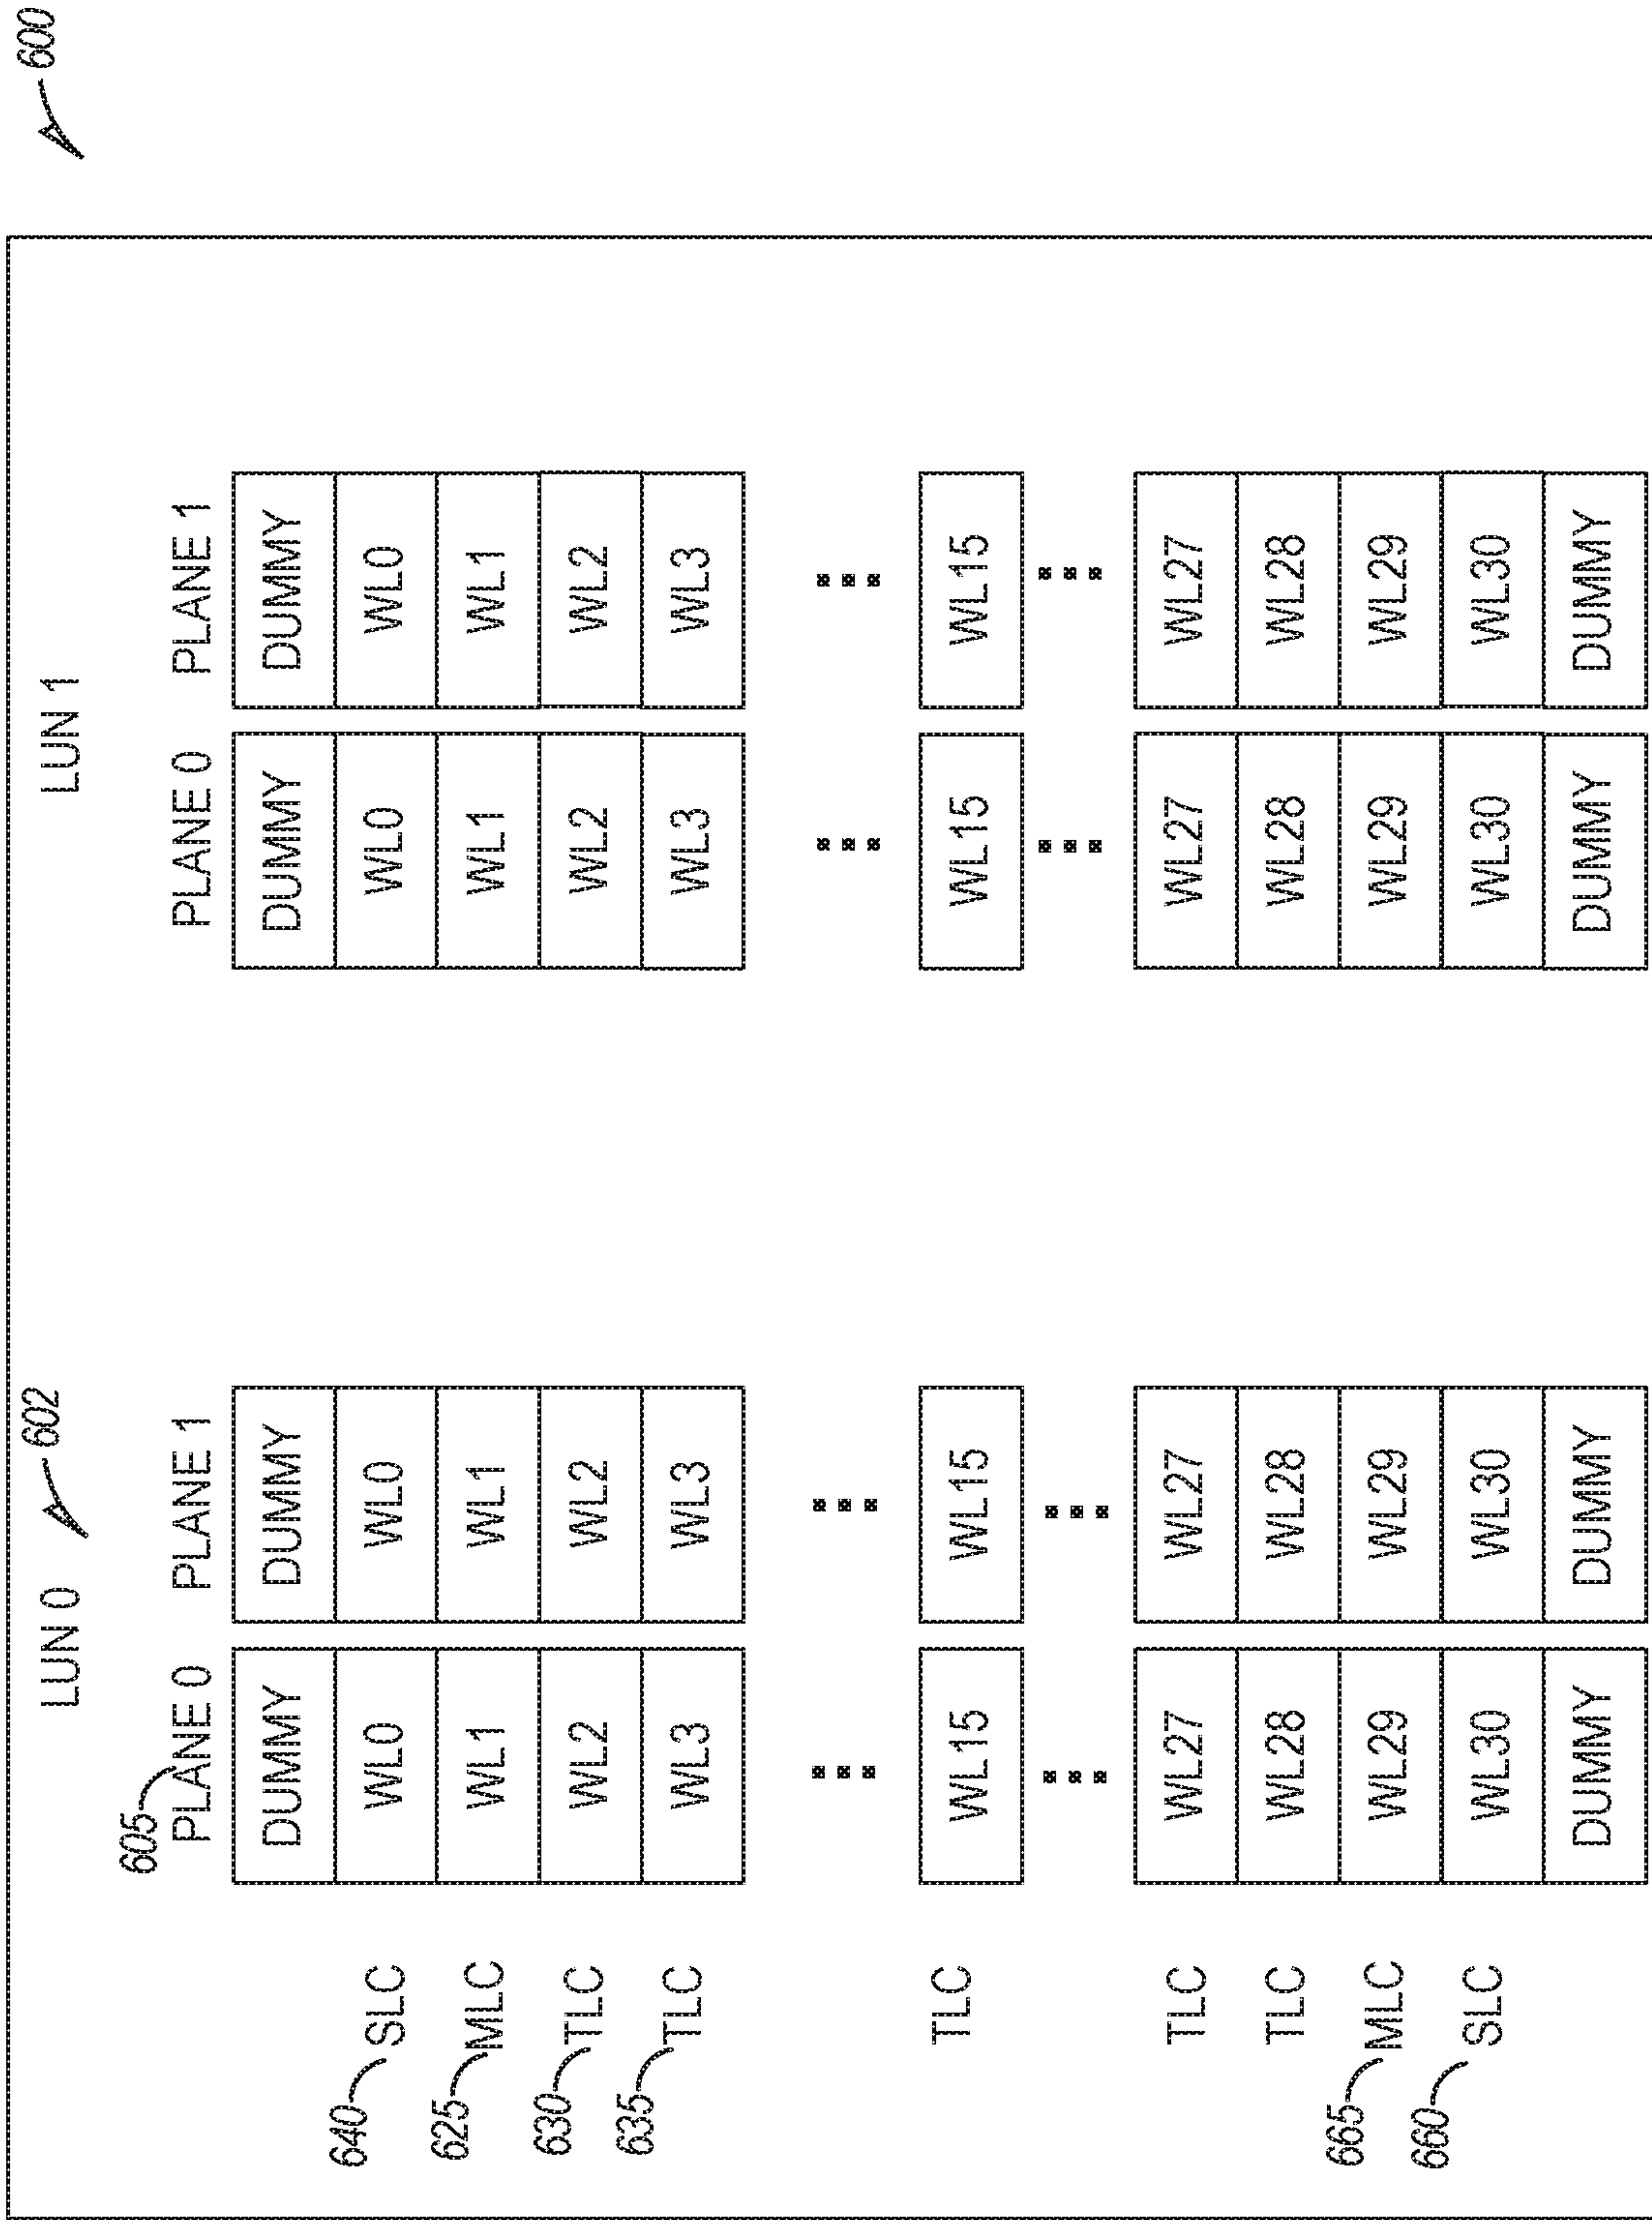 600
LUN 0 602 LUN 1
605
PLANE 0 PLANE 1 PLANE 0 PLANE 1
DUMMY DUMMY DUMMY DUMMY
640 SLC WL0 WL0 WL0 WL0
625 MLC WL1 WL1 WL1 WL1
630 TLC WL2 WL2 WL2 WL2
635 TLC WL3 WL3 WL3 WL3
TLC WL15 WL15 WL15 WL15
TLC WL27 WL27 WL27 WL27
TLC WL28 WL28 WL28 WL28
665 MLC WL29 WL29 WL29 WL29
660 SLC WL30 WL30 WL30 WL30
DUMMY DUMMY DUMMY DUMMY